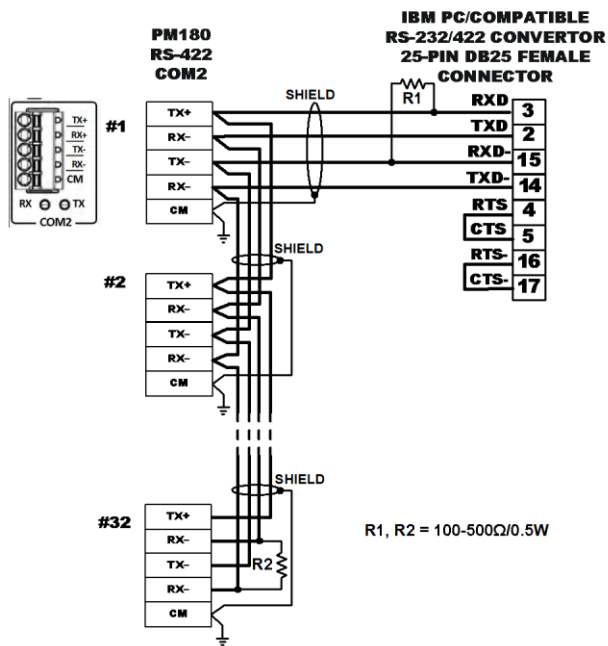 IBM PC/COMPATIBLE
RS-232/422 CONVERTOR
25-PIN DB25 FEMALE
CONNECTOR
PM180
RS-422
COM2
#1
TX+
RX+
TX-
RX-
CM
RX
TX
COM2
TX+
RX–
TX–
RX–
CM
SHIELD
R1
RXD
3
TXD
2
RXD-
15
TXD-
14
RTS
4
CTS
5
RTS-
16
CTS-
17
SHIELD
#2
TX+
RX–
TX–
RX–
CM
SHIELD
#32
TX+
RX–
TX–
RX–
CM
R2
R1, R2 = 100-500Ω/0.5W